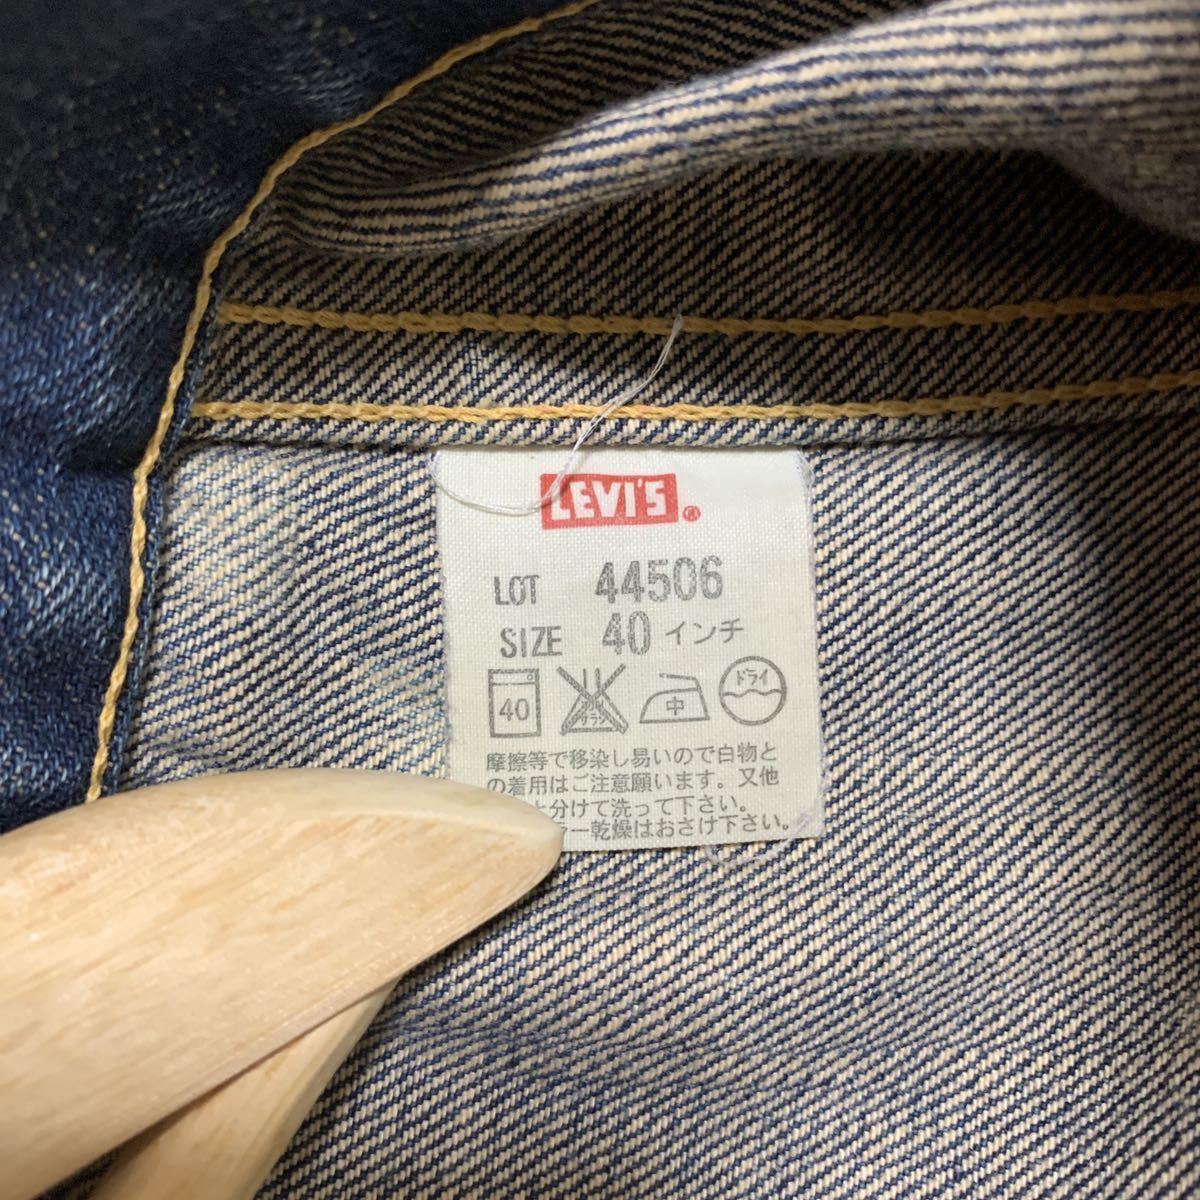 LEVI'S®
LOT 44506
SIZE 40 インチ
40 中 ドライ
摩擦等で移染し易いので白物と
の着用はご注意願います。又他
と分けて洗って下さい。
ー乾燥はおさけ下さい。